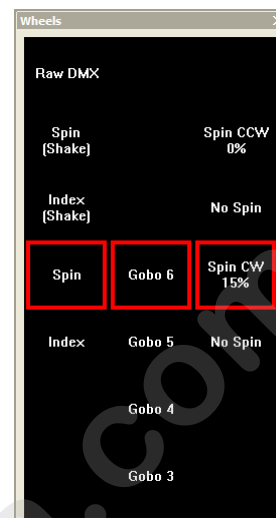 Wheels
Raw DMX
Spin
(Shake)
Spin CCW
0%
Index
(Shake)
No Spin
Spin
Gobo 6
Spin CW
15%
Index
Gobo 5
No Spin
Gobo 4
Gobo 3